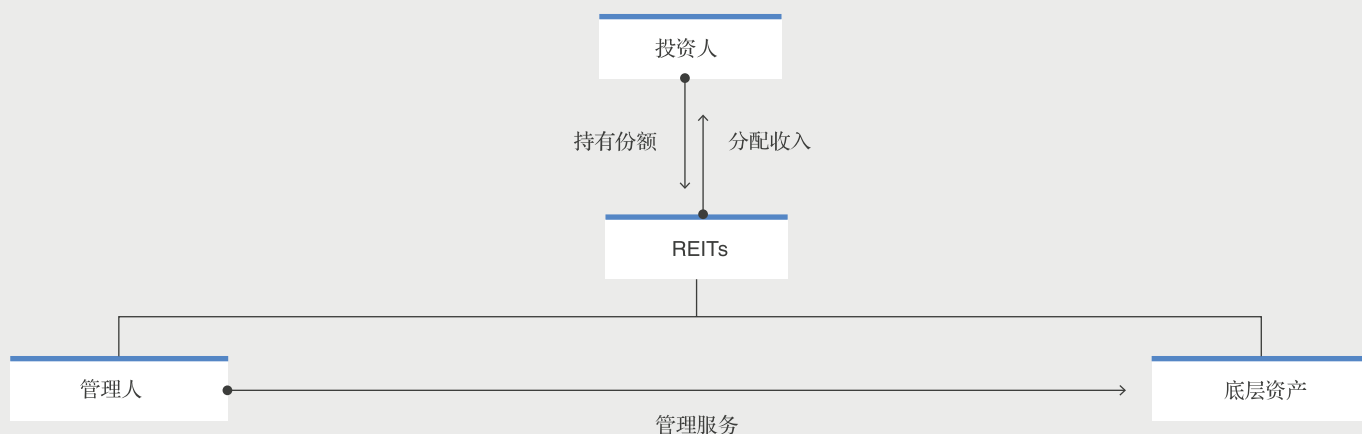 投资人
持有份额
分配收入
REITs
管理人
底层资产
管理服务